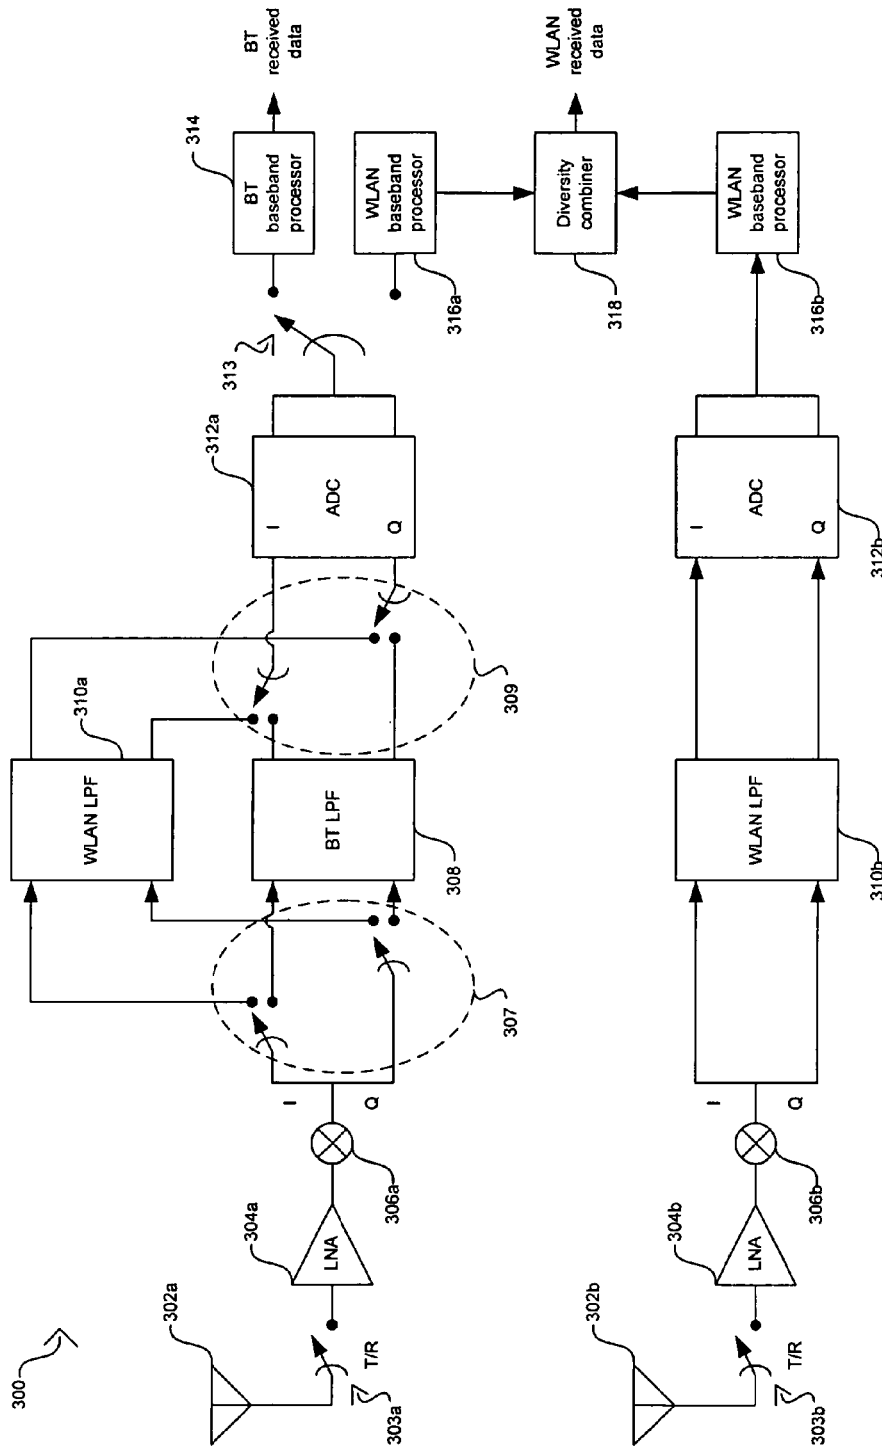 300
302a
303a
T/R
304a
LNA
306a
I
Q
307
WLAN LPF
310a
BT LPF
308
309
312a
I
ADC
Q
313
314
BT
baseband
processor
BT
received
data
WLAN
baseband
processor
316a
Diversity
combiner
318
WLAN
received
data
302b
303b
T/R
304b
LNA
306b
I
Q
WLAN LPF
310b
I
ADC
Q
312b
WLAN
baseband
processor
316b